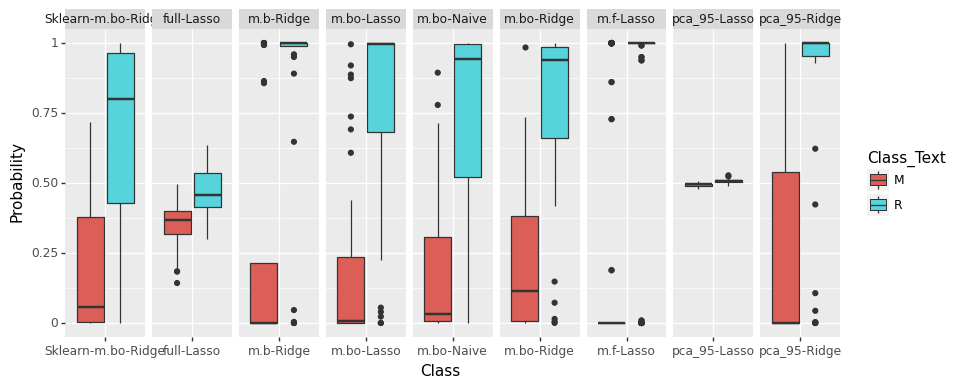 Sklearn-m.bo-Ridge full-Lasso m.b-Ridge m.bo-Lasso m.bo-Naive m.bo-Ridge m.f-Lasso pca_95-Lasso pca_95-Ridge
1
0.75
0.50
0.25
0
Probability
Sklearn-m.bo-Ridge full-Lasso m.b-Ridge m.bo-Lasso m.bo-Naive m.bo-Ridge m.f-Lasso pca_95-Lasso pca_95-Ridge
Class
Class_Text
M
R